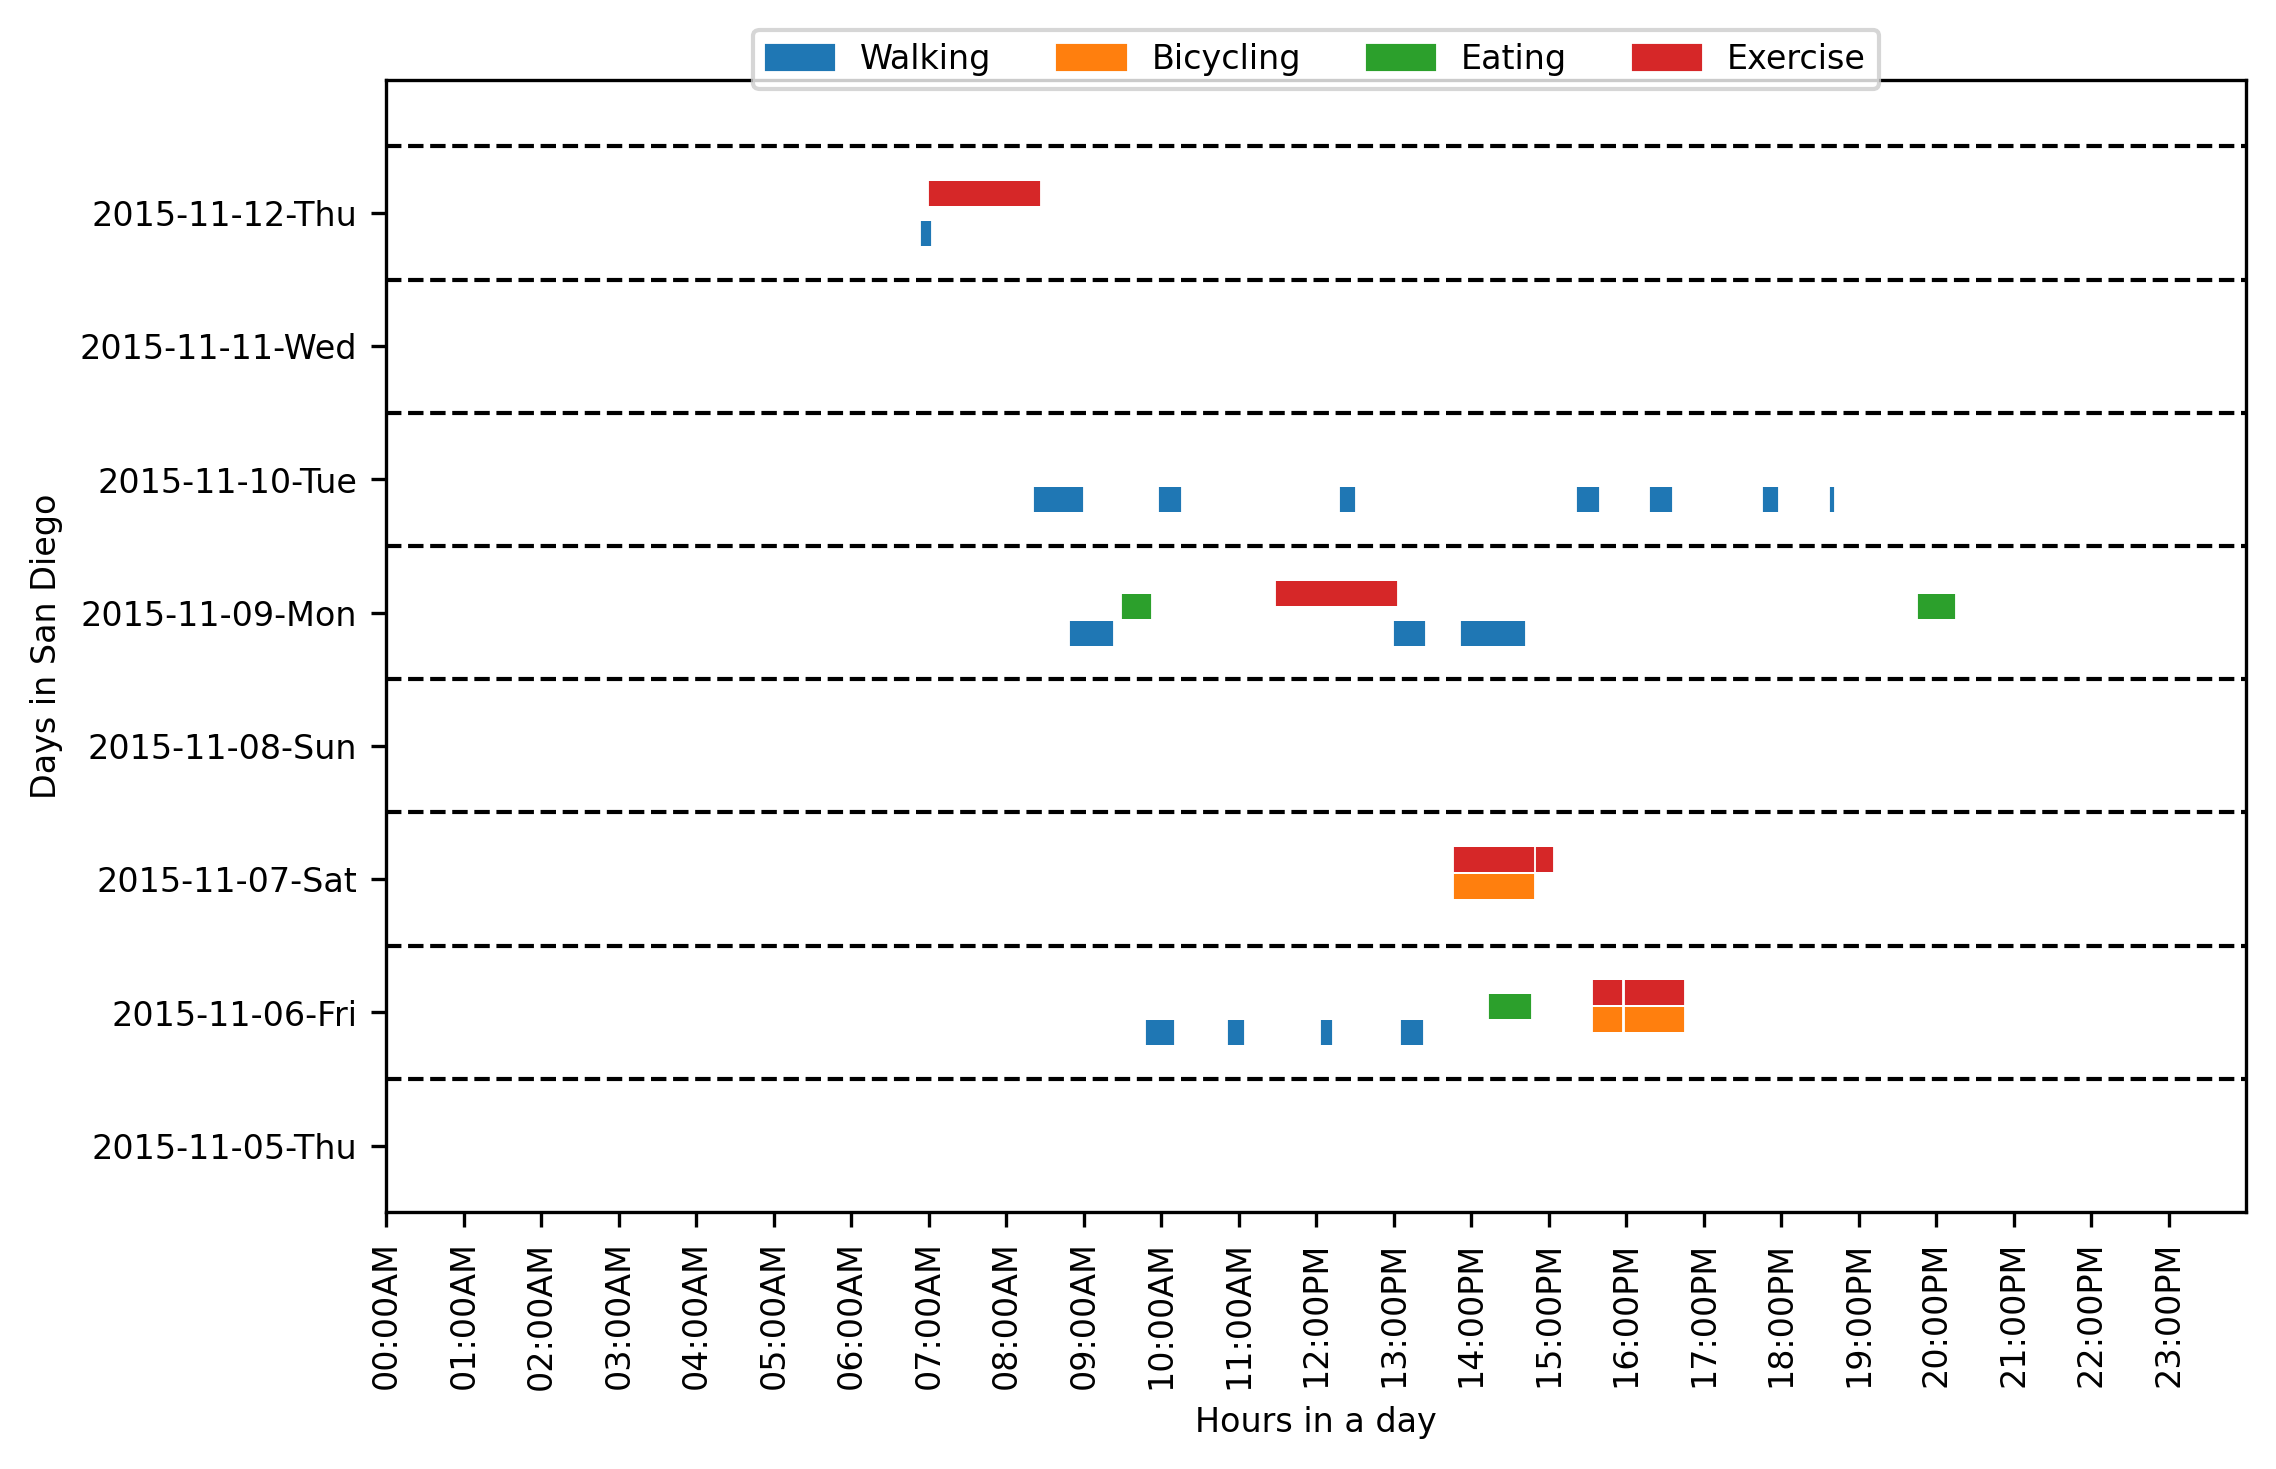 Walking Bicycling Eating Exercise
2015-11-12-Thu
2015-11-11-Wed
2015-11-10-Tue
2015-11-09-Mon
2015-11-08-Sun
2015-11-07-Sat
2015-11-06-Fri
2015-11-05-Thu
Days in San Diego
00:00AM
01:00AM
02:00AM
03:00AM
04:00AM
05:00AM
06:00AM
07:00AM
08:00AM
09:00AM
10:00AM
11:00AM
12:00PM
13:00PM
14:00PM
15:00PM
16:00PM
17:00PM
18:00PM
19:00PM
20:00PM
21:00PM
22:00PM
23:00PM
Hours in a day